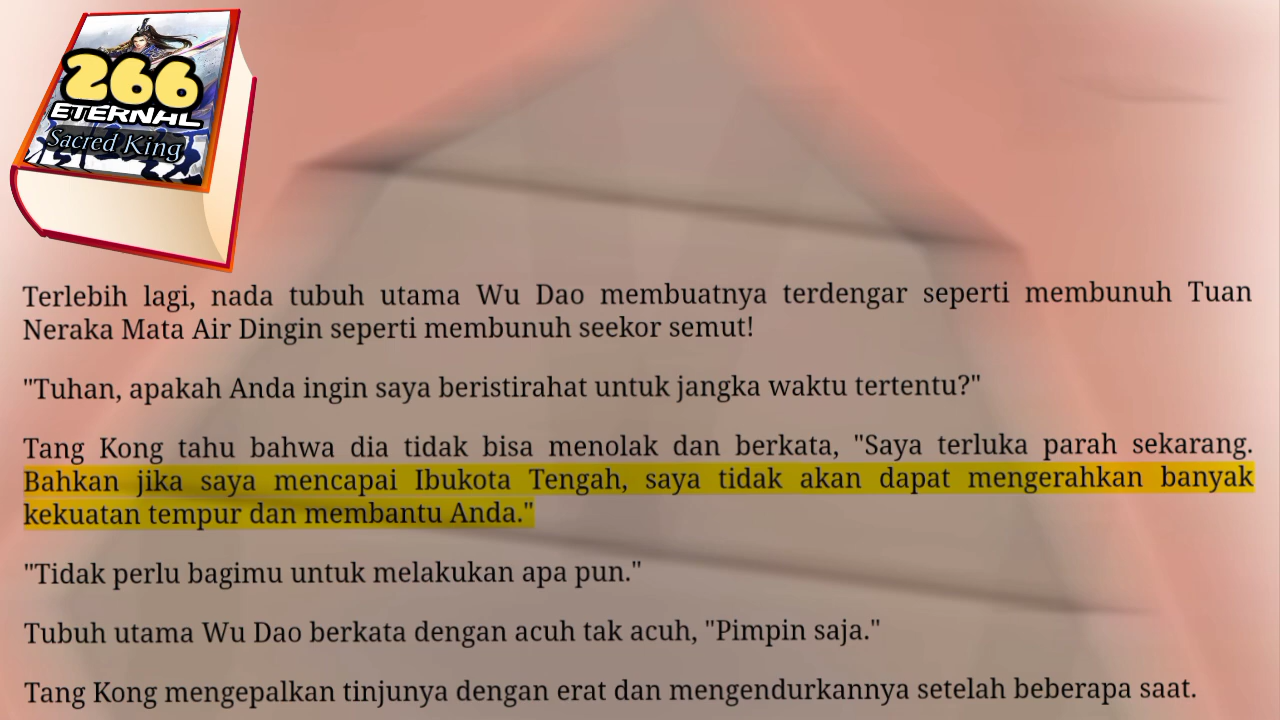 266
ETERNAL
Sacred King
Terlebih lagi, nada tubuh utama Wu Dao membuatnya terdengar seperti membunuh Tuan
Neraka Mata Air Dingin seperti membunuh seekor semut!
"Tuhan, apakah Anda ingin saya beristirahat untuk jangka waktu tertentu?"
Tang Kong tahu bahwa dia tidak bisa menolak dan berkata, "Saya terluka parah sekarang.
Bahkan jika saya mencapai Ibukota Tengah, saya tidak akan dapat mengerahkan banyak
kekuatan tempur dan membantu Anda."
"Tidak perlu bagimu untuk melakukan apa pun."
Tubuh utama Wu Dao berkata dengan acuh tak acuh, "Pimpin saja."
Tang Kong mengepalkan tinjunya dengan erat dan mengendurkannya setelah beberapa saat.